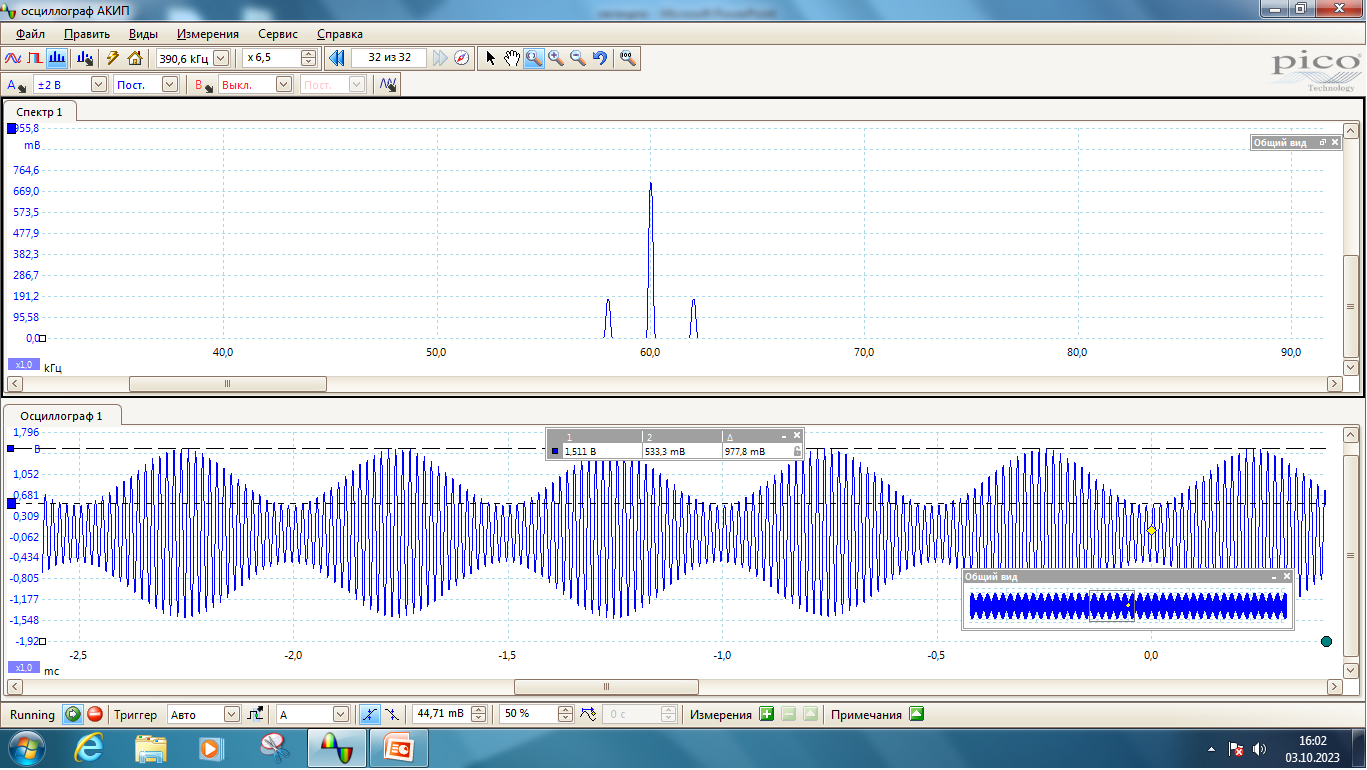 осциллограф АКИП
Файл Править Виды Измерения Сервис Справка
390,6 кГц x 6,5 32 из 32
pico
Technology
A ±2 В Пост. B Выкл. Пост.
Спектр 1
955,8
mВ
764,6
669,0
573,5
477,9
382,3
286,7
191,2
95,58
0,0
Общий вид
40,0 50,0 60,0 70,0 80,0 90,0
x1,0 kГц
Осциллограф 1
1,796
В
1,052
0,681
0,309
-0,062
-0,434
-0,805
-1,177
-1,548
-1,92
1 2 Δ
1,511 В 533,3 mВ 977,8 mВ
Общий вид
-2,5 -2,0 -1,5 -1,0 -0,5 0,0
x1,0 mс
Running Триггер Авто A 44,71 mВ 50 % 0 с Измерения Примечания
16:02
03.10.2023